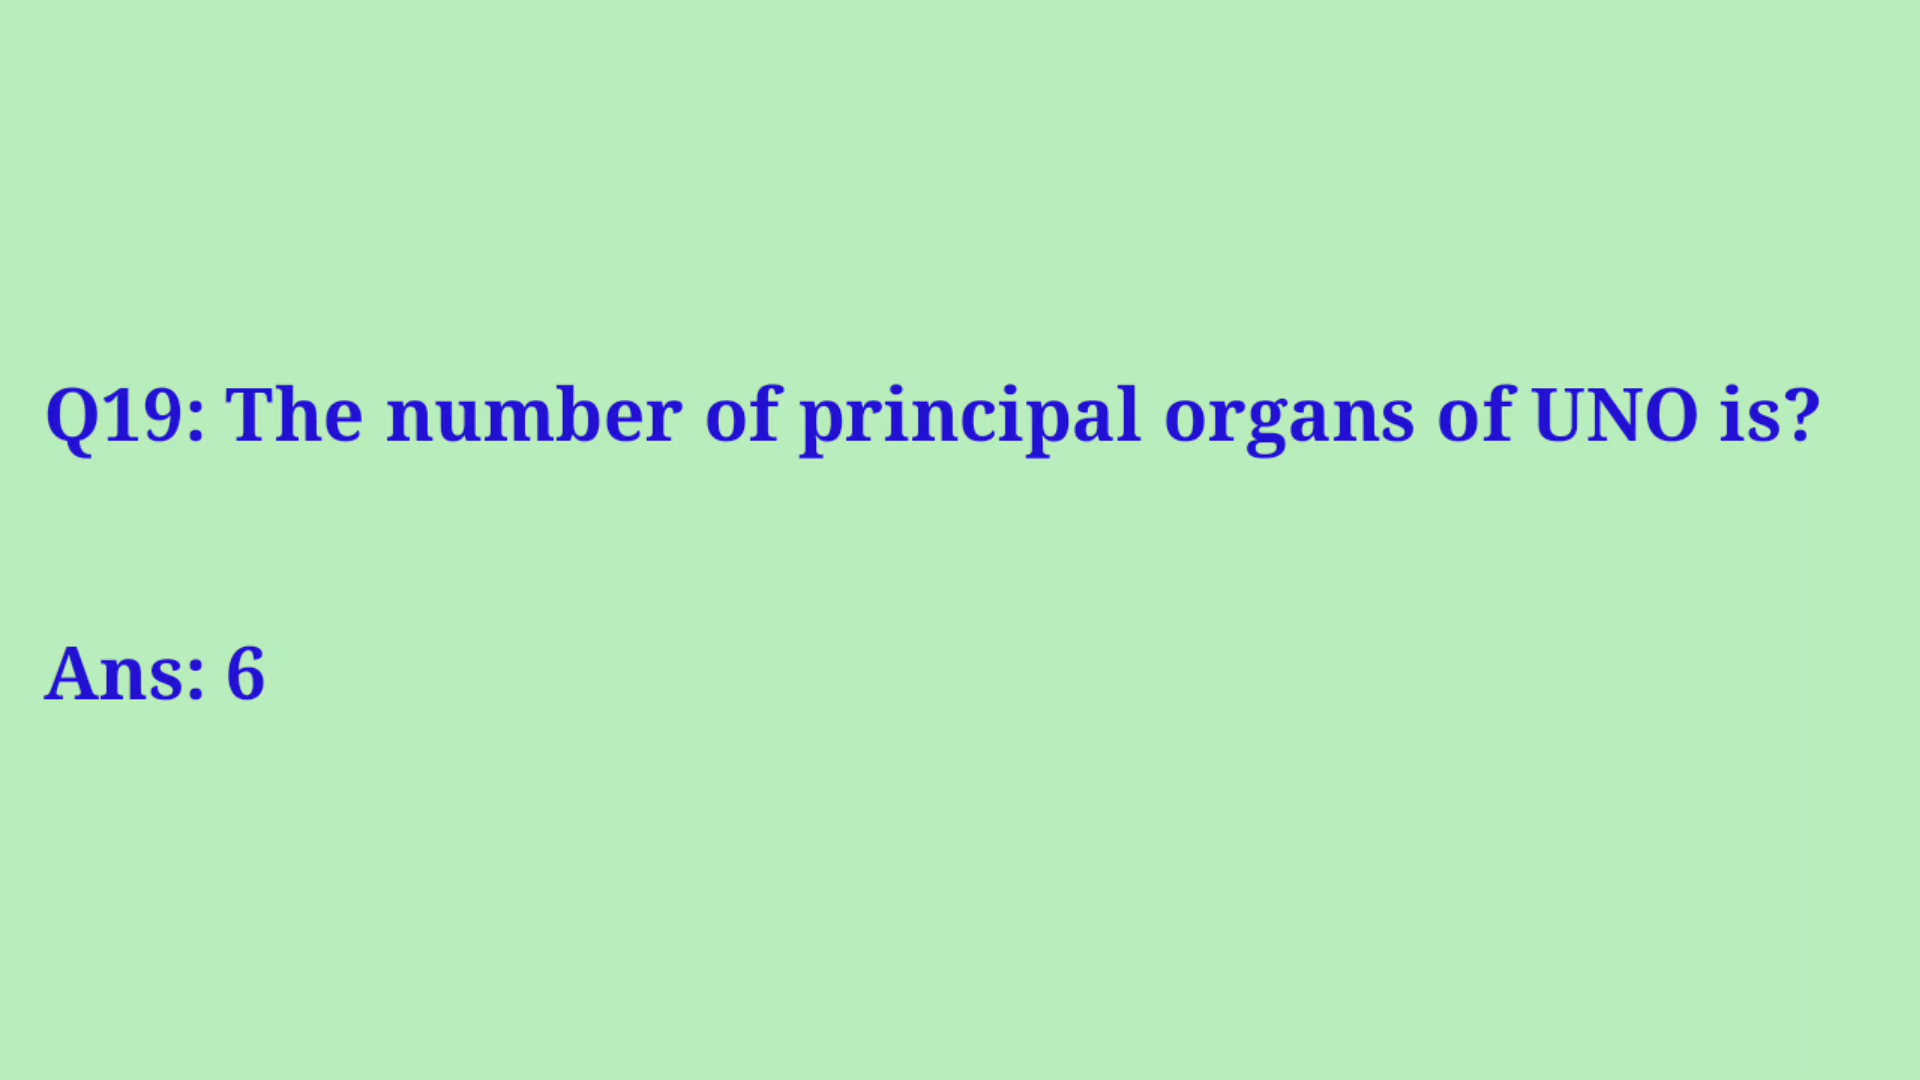 Q19: The number of principal organs of UNO is?
Ans: 6